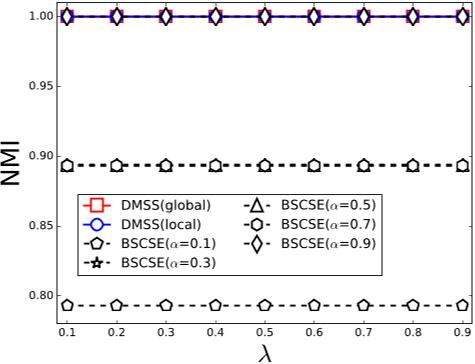 1.00
0.95
0.90
0.85
0.80
NMI
DMSS(global)
DMSS(local)
BSCSE(α=0.1)
BSCSE(α=0.3)
BSCSE(α=0.5)
BSCSE(α=0.7)
BSCSE(α=0.9)
0.1 0.2 0.3 0.4 0.5 0.6 0.7 0.8 0.9
λ